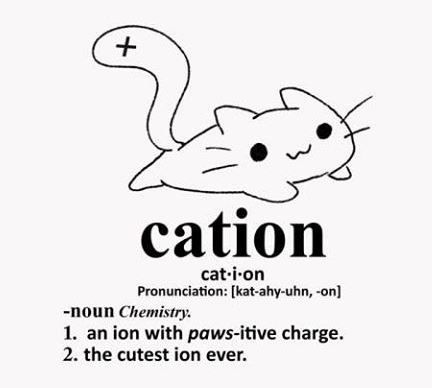 +
cation
cat·i·on
Pronunciation: [kat-ahy-uhn, -on]
-noun Chemistry.
1. an ion with paws-itive charge.
2. the cutest ion ever.